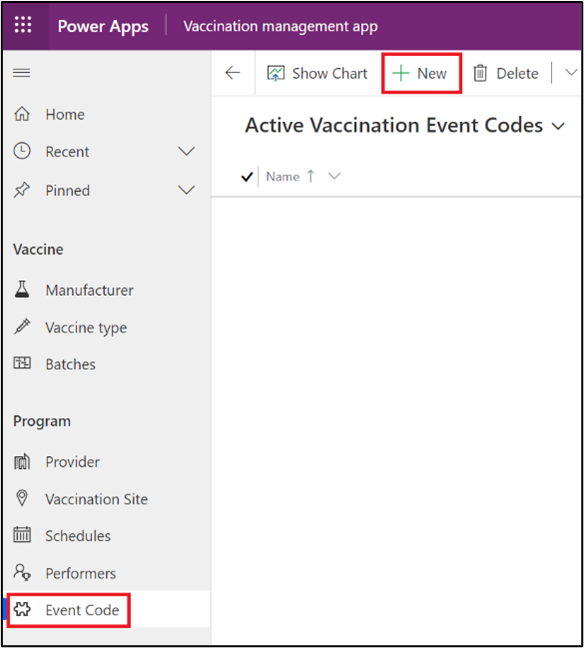 Power Apps Vaccination management app
Show Chart New Delete
Home
Active Vaccination Event Codes
Recent
Name
Pinned
Vaccine
Manufacturer
Vaccine type
Batches
Program
Provider
Vaccination Site
Schedules
Performers
Event Code